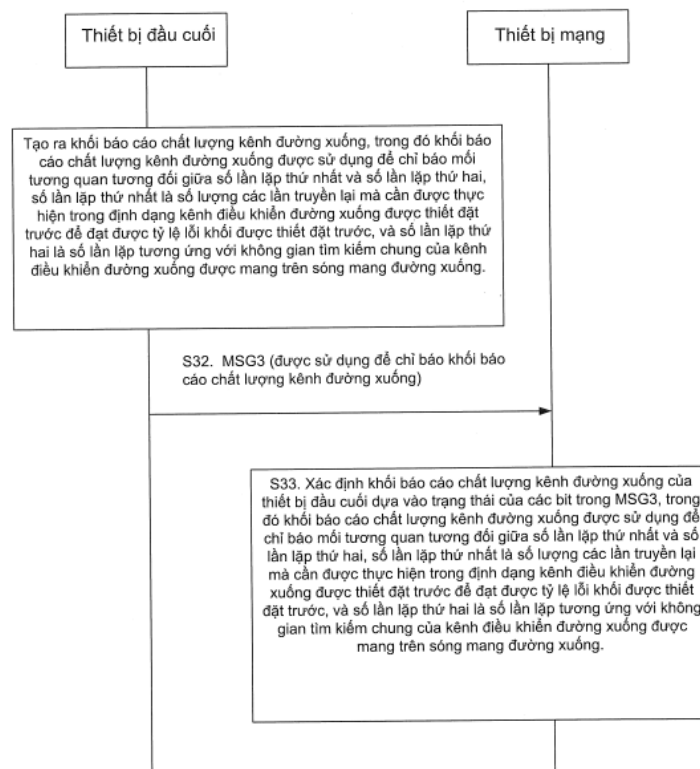 Thiết bị đầu cuối
Thiết bị mạng
Tạo ra khối báo cáo chất lượng kênh đường xuống, trong đó khối báo
cáo chất lượng kênh đường xuống được sử dụng để chỉ báo mối
tương quan tương đối giữa số lần lặp thứ nhất và số lần lặp thứ hai,
số lần lặp thứ nhất là số lượng các lần truyền lại mà cần được thực
hiện trong định dạng kênh điều khiển đường xuống được thiết đặt
trước để đạt được tỷ lệ lỗi khối được thiết đặt trước, và số lần lặp thứ
hai là số lần lặp tương ứng với không gian tìm kiếm chung của kênh
điều khiển đường xuống được mang trên sóng mang đường xuống.
S32. MSG3 (được sử dụng để chỉ báo khối báo
cáo chất lượng kênh đường xuống)
S33. Xác định khối báo cáo chất lượng kênh đường xuống của
thiết bị đầu cuối dựa vào trạng thái của các bit trong MSG3, trong
đó khối báo cáo chất lượng kênh đường xuống được sử dụng để
chỉ báo mối tương quan tương đối giữa số lần lặp thứ nhất và số
lần lặp thứ hai, số lần lặp thứ nhất là số lượng các lần truyền lại
mà cần được thực hiện trong định dạng kênh điều khiển đường
xuống được thiết đặt trước để đạt được tỷ lệ lỗi khối được thiết
đặt trước, và số lần lặp thứ hai là số lần lặp tương ứng với không
gian tìm kiếm chung của kênh điều khiển đường xuống được
mang trên sóng mang đường xuống.